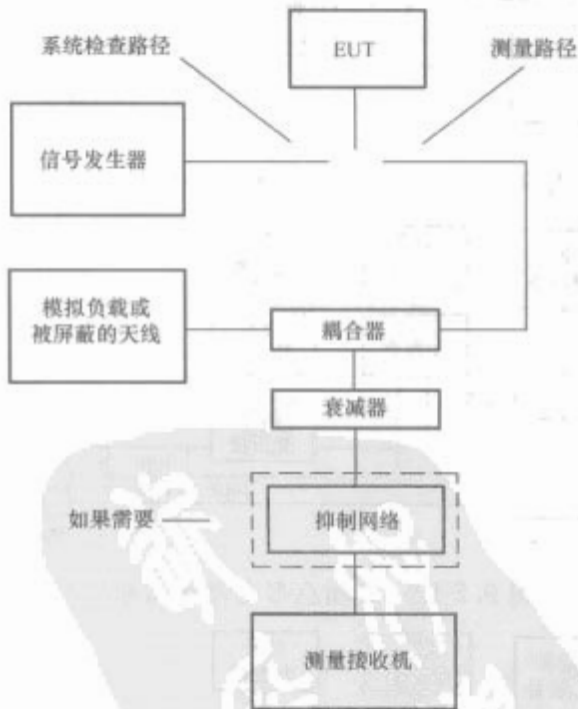 系统检查路径
EUT
测量路径
信号发生器
模拟负载或
被屏蔽的天线
耦合器
衰减器
如果需要
抑制网络
测量接收机